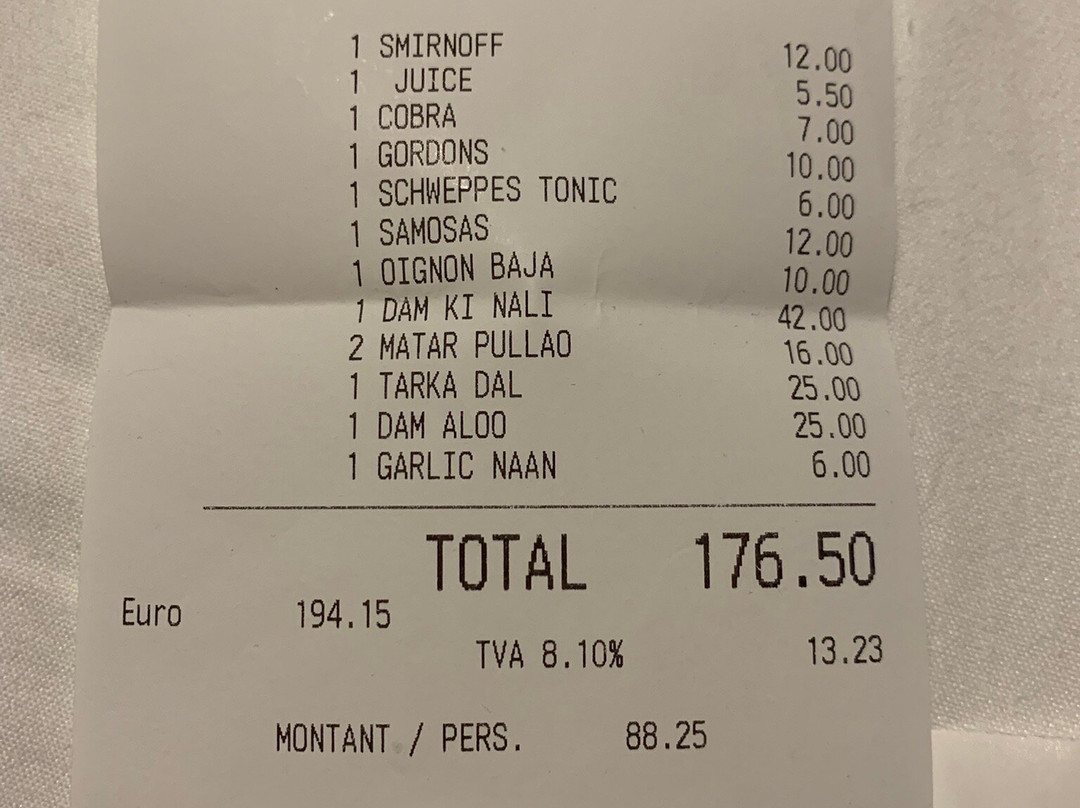 1 SMIRNOFF 12.00
1 JUICE 5.50
1 COBRA 7.00
1 GORDONS 10.00
1 SCHWEPPES TONIC 6.00
1 SAMOSAS 12.00
1 OIGNON BAJA 10.00
1 DAM KI NALI 42.00
2 MATAR PULLAO 16.00
1 TARKA DAL 25.00
1 DAM ALOO 25.00
1 GARLIC NAAN 6.00
TOTAL 176.50
Euro 194.15
TVA 8.10% 13.23
MONTANT / PERS. 88.25